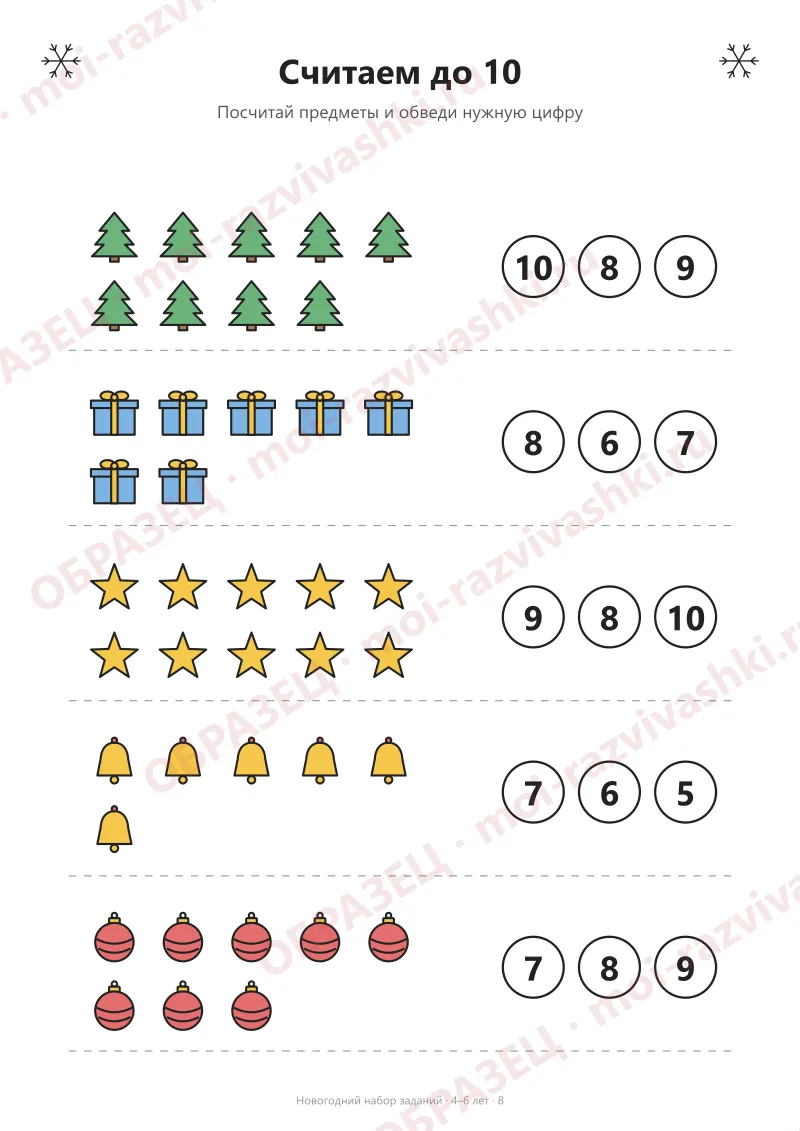 Считаем до 10
Посчитай предметы и обведи нужную цифру
10 8 9
8 6 7
9 8 10
7 6 5
7 8 9
Новогодний набор заданий · 4–6 лет · 8
ОБРАЗЕЦ · moi-razvivashki.ru